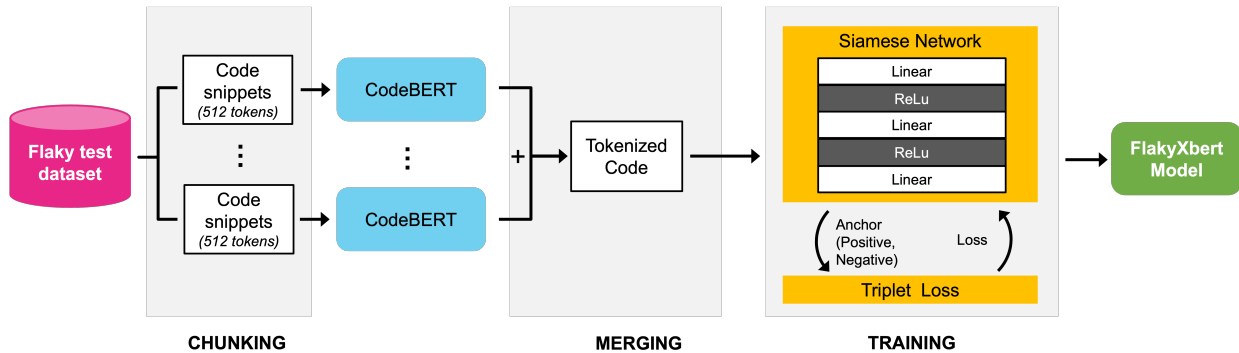 Flaky test
dataset
Code
snippets
(512 tokens)
⋮
Code
snippets
(512 tokens)
CodeBERT
⋮
CodeBERT
+
Tokenized
Code
Siamese Network
Linear
ReLu
Linear
ReLu
Linear
Anchor
(Positive,
Negative)
Loss
Triplet Loss
FlakyXbert
Model
CHUNKING
MERGING
TRAINING